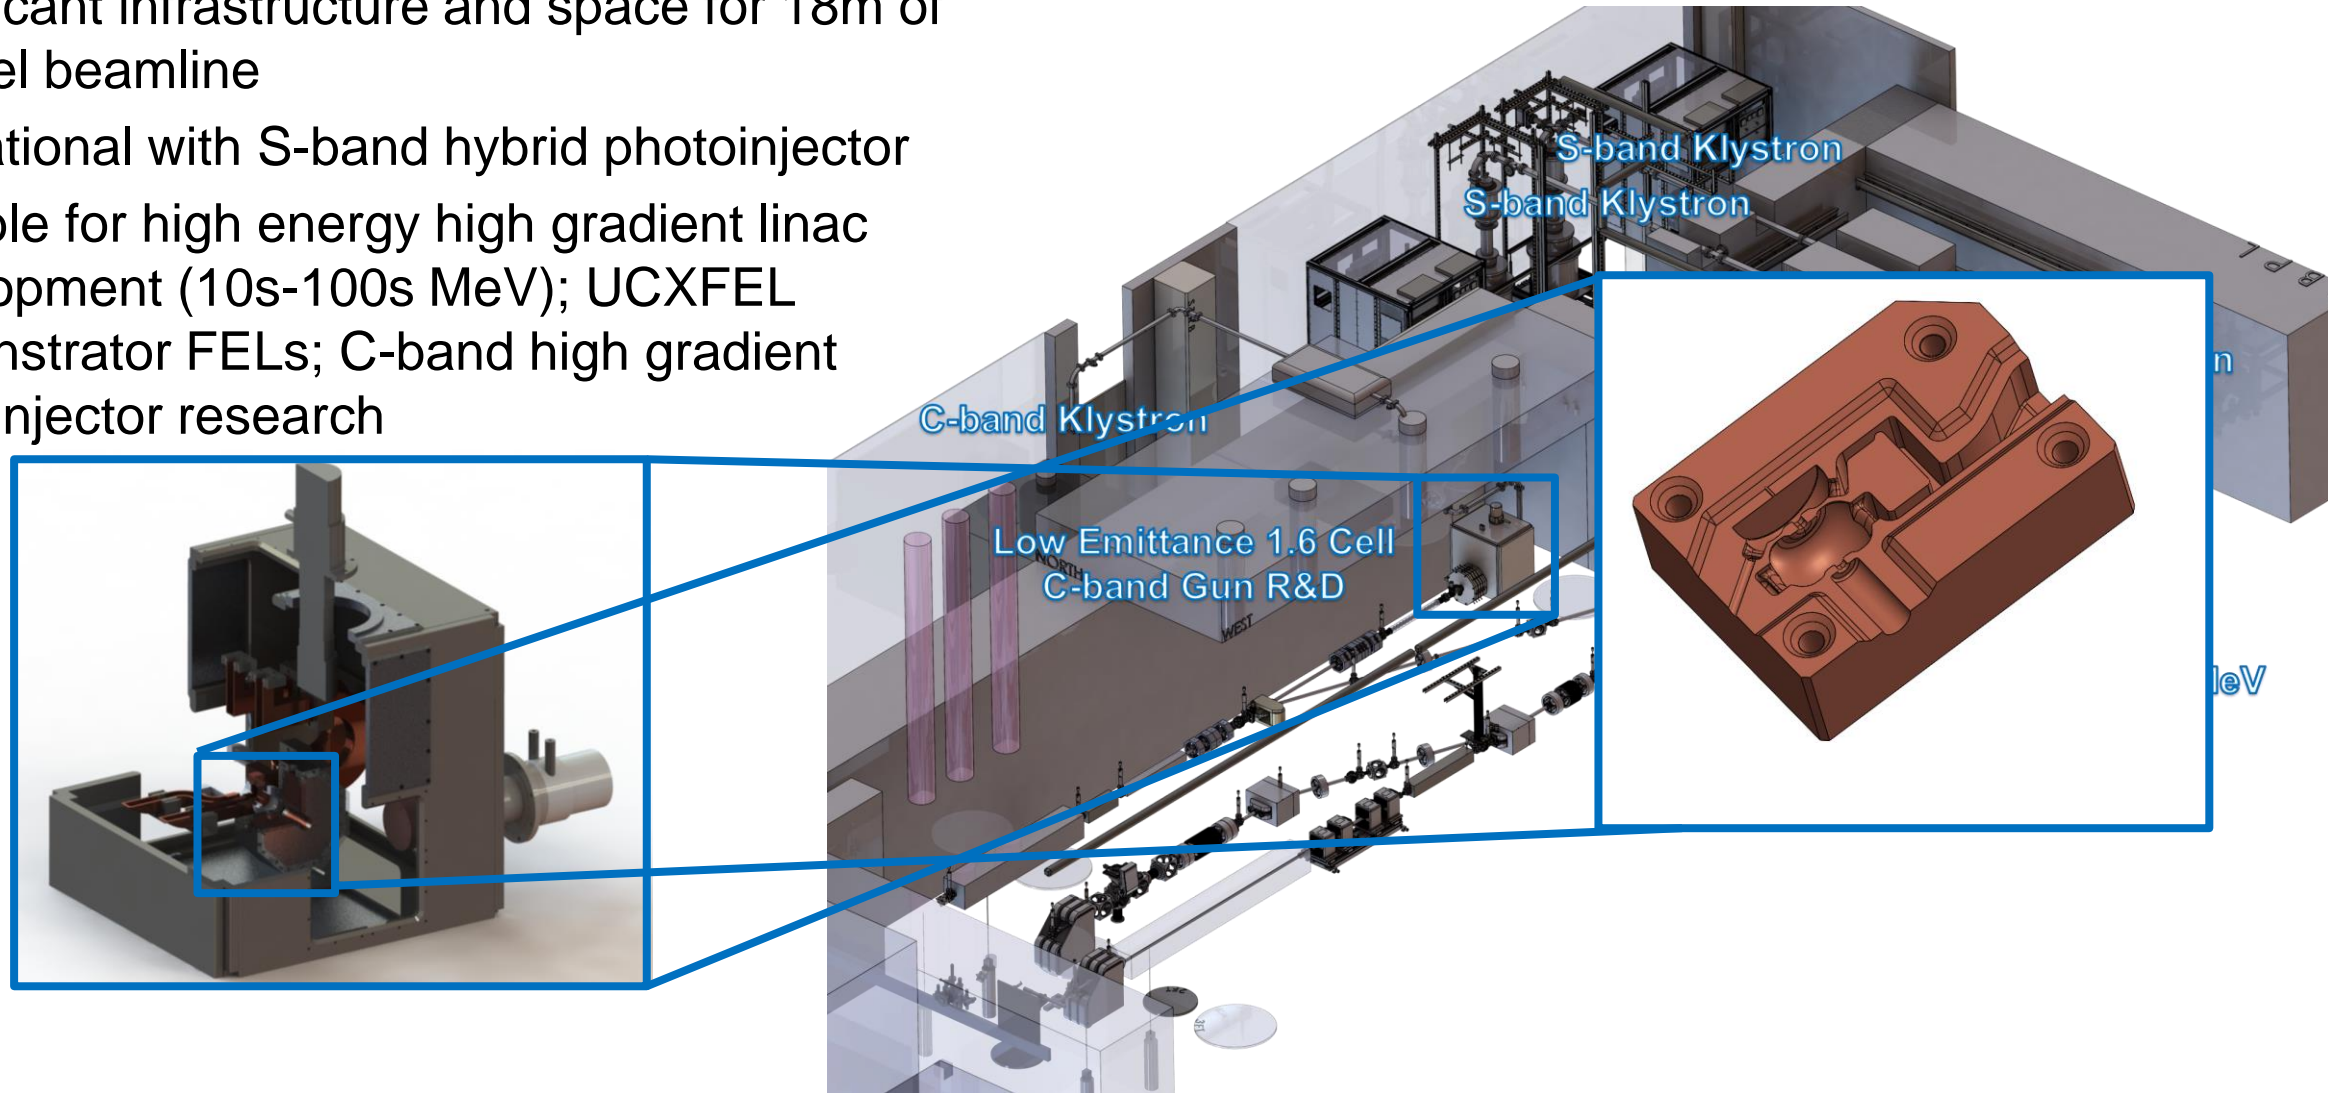 cant infrastructure and space for 18m of
el beamline
ational with S-band hybrid photoinjector
ble for high energy high gradient linac
opment (10s-100s MeV); UCXFEL
nstrator FELs; C-band high gradient
injector research
S-band Klystron
S-band Klystron
C-band Klystron
n
Low Emittance 1.6 Cell
C-band Gun R&D
NORTH
WEST
eV